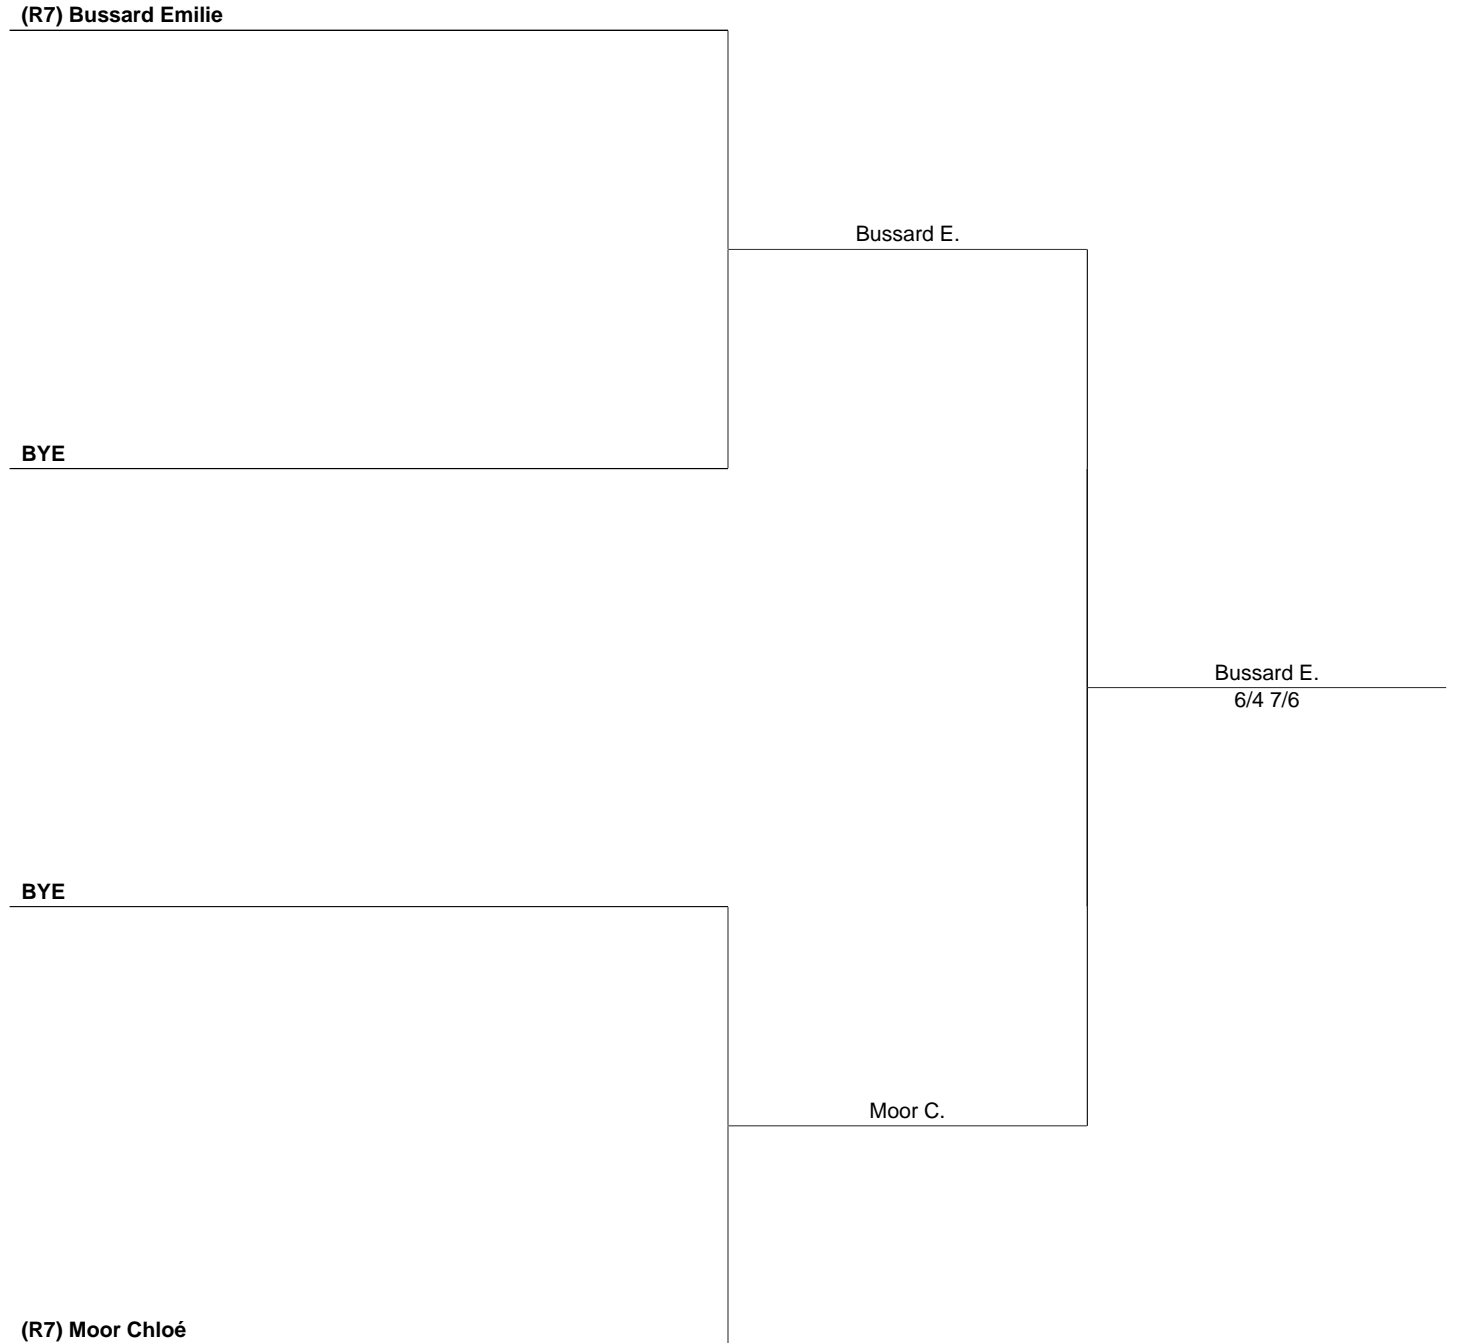 (R7) Bussard Emilie
Bussard E.
BYE
Bussard E.
6/4 7/6
BYE
Moor C.
(R7) Moor Chloé